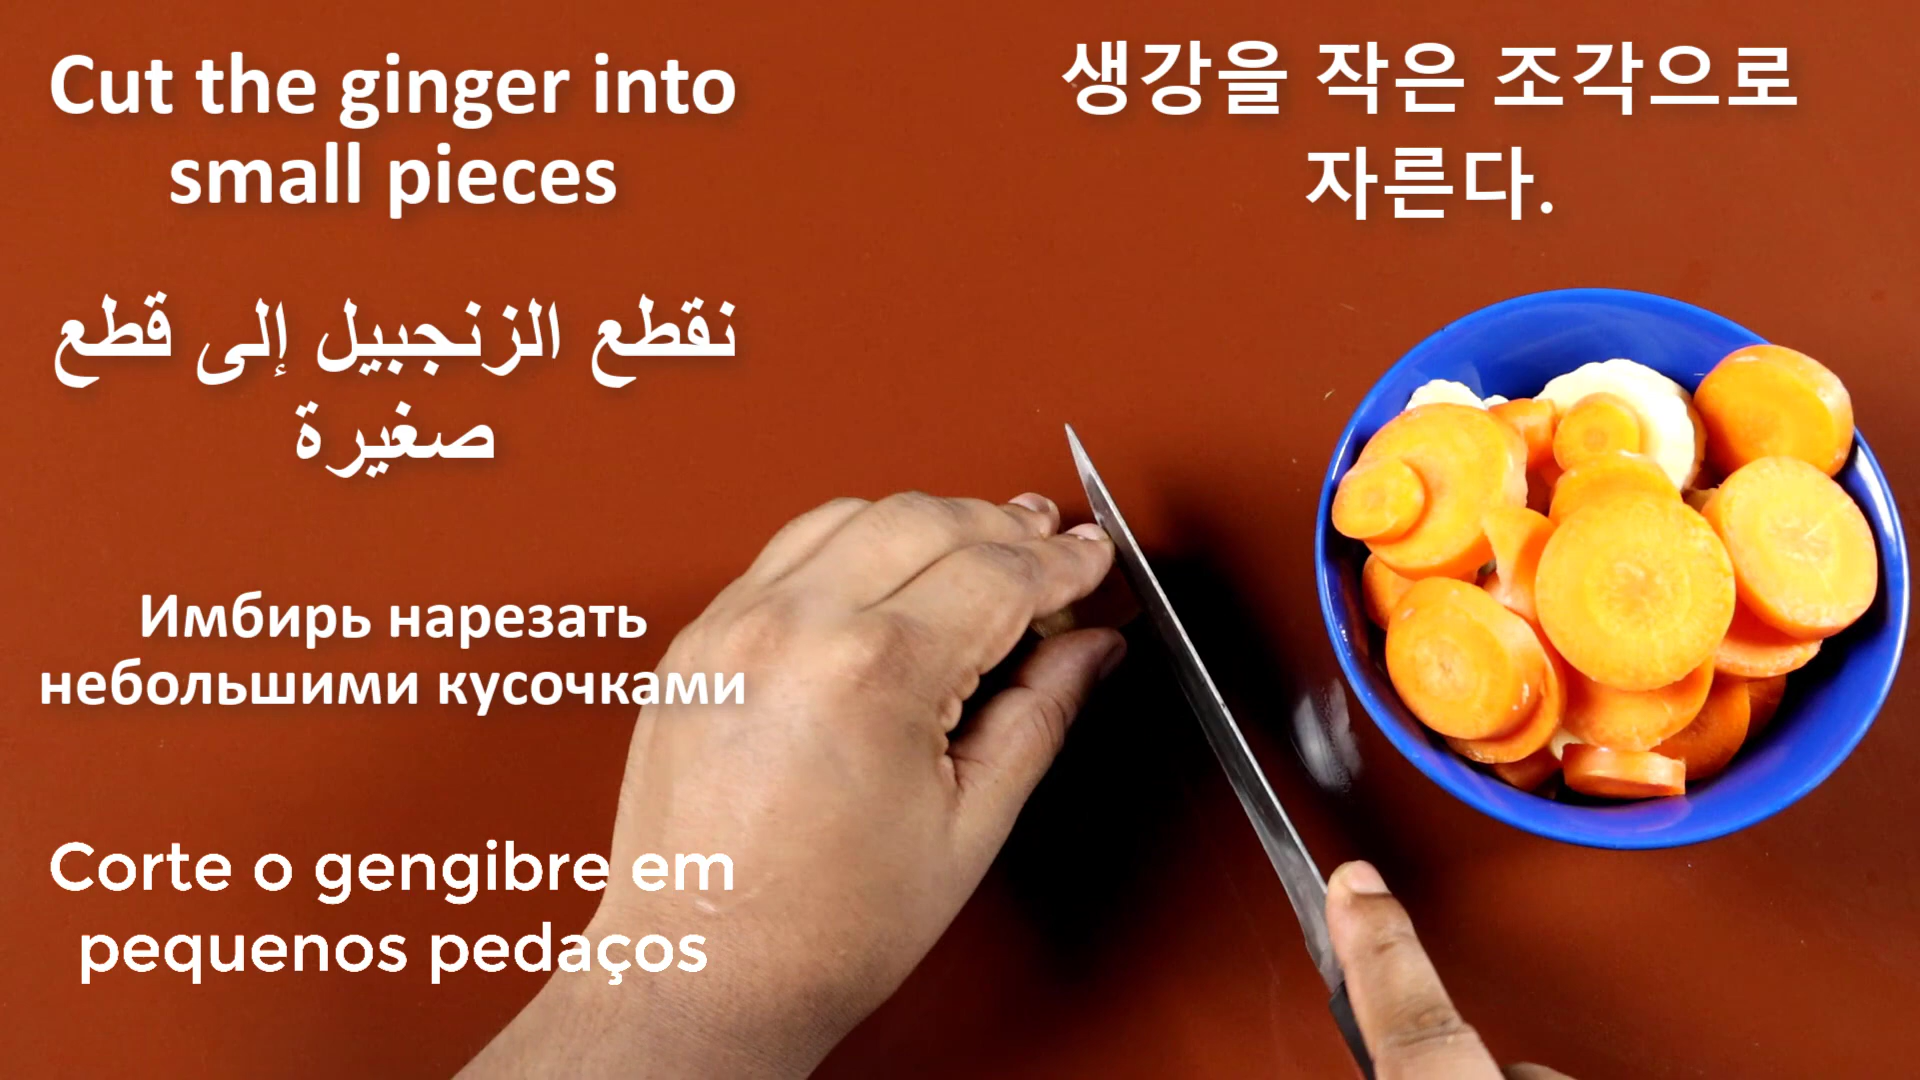 Cut the ginger into
small pieces
생강을 작은 조각으로
자른다.
نقطع الزنجبيل إلى قطع
صغيرة
Имбирь нарезать
небольшими кусочками
Corte o gengibre em
pequenos pedaços